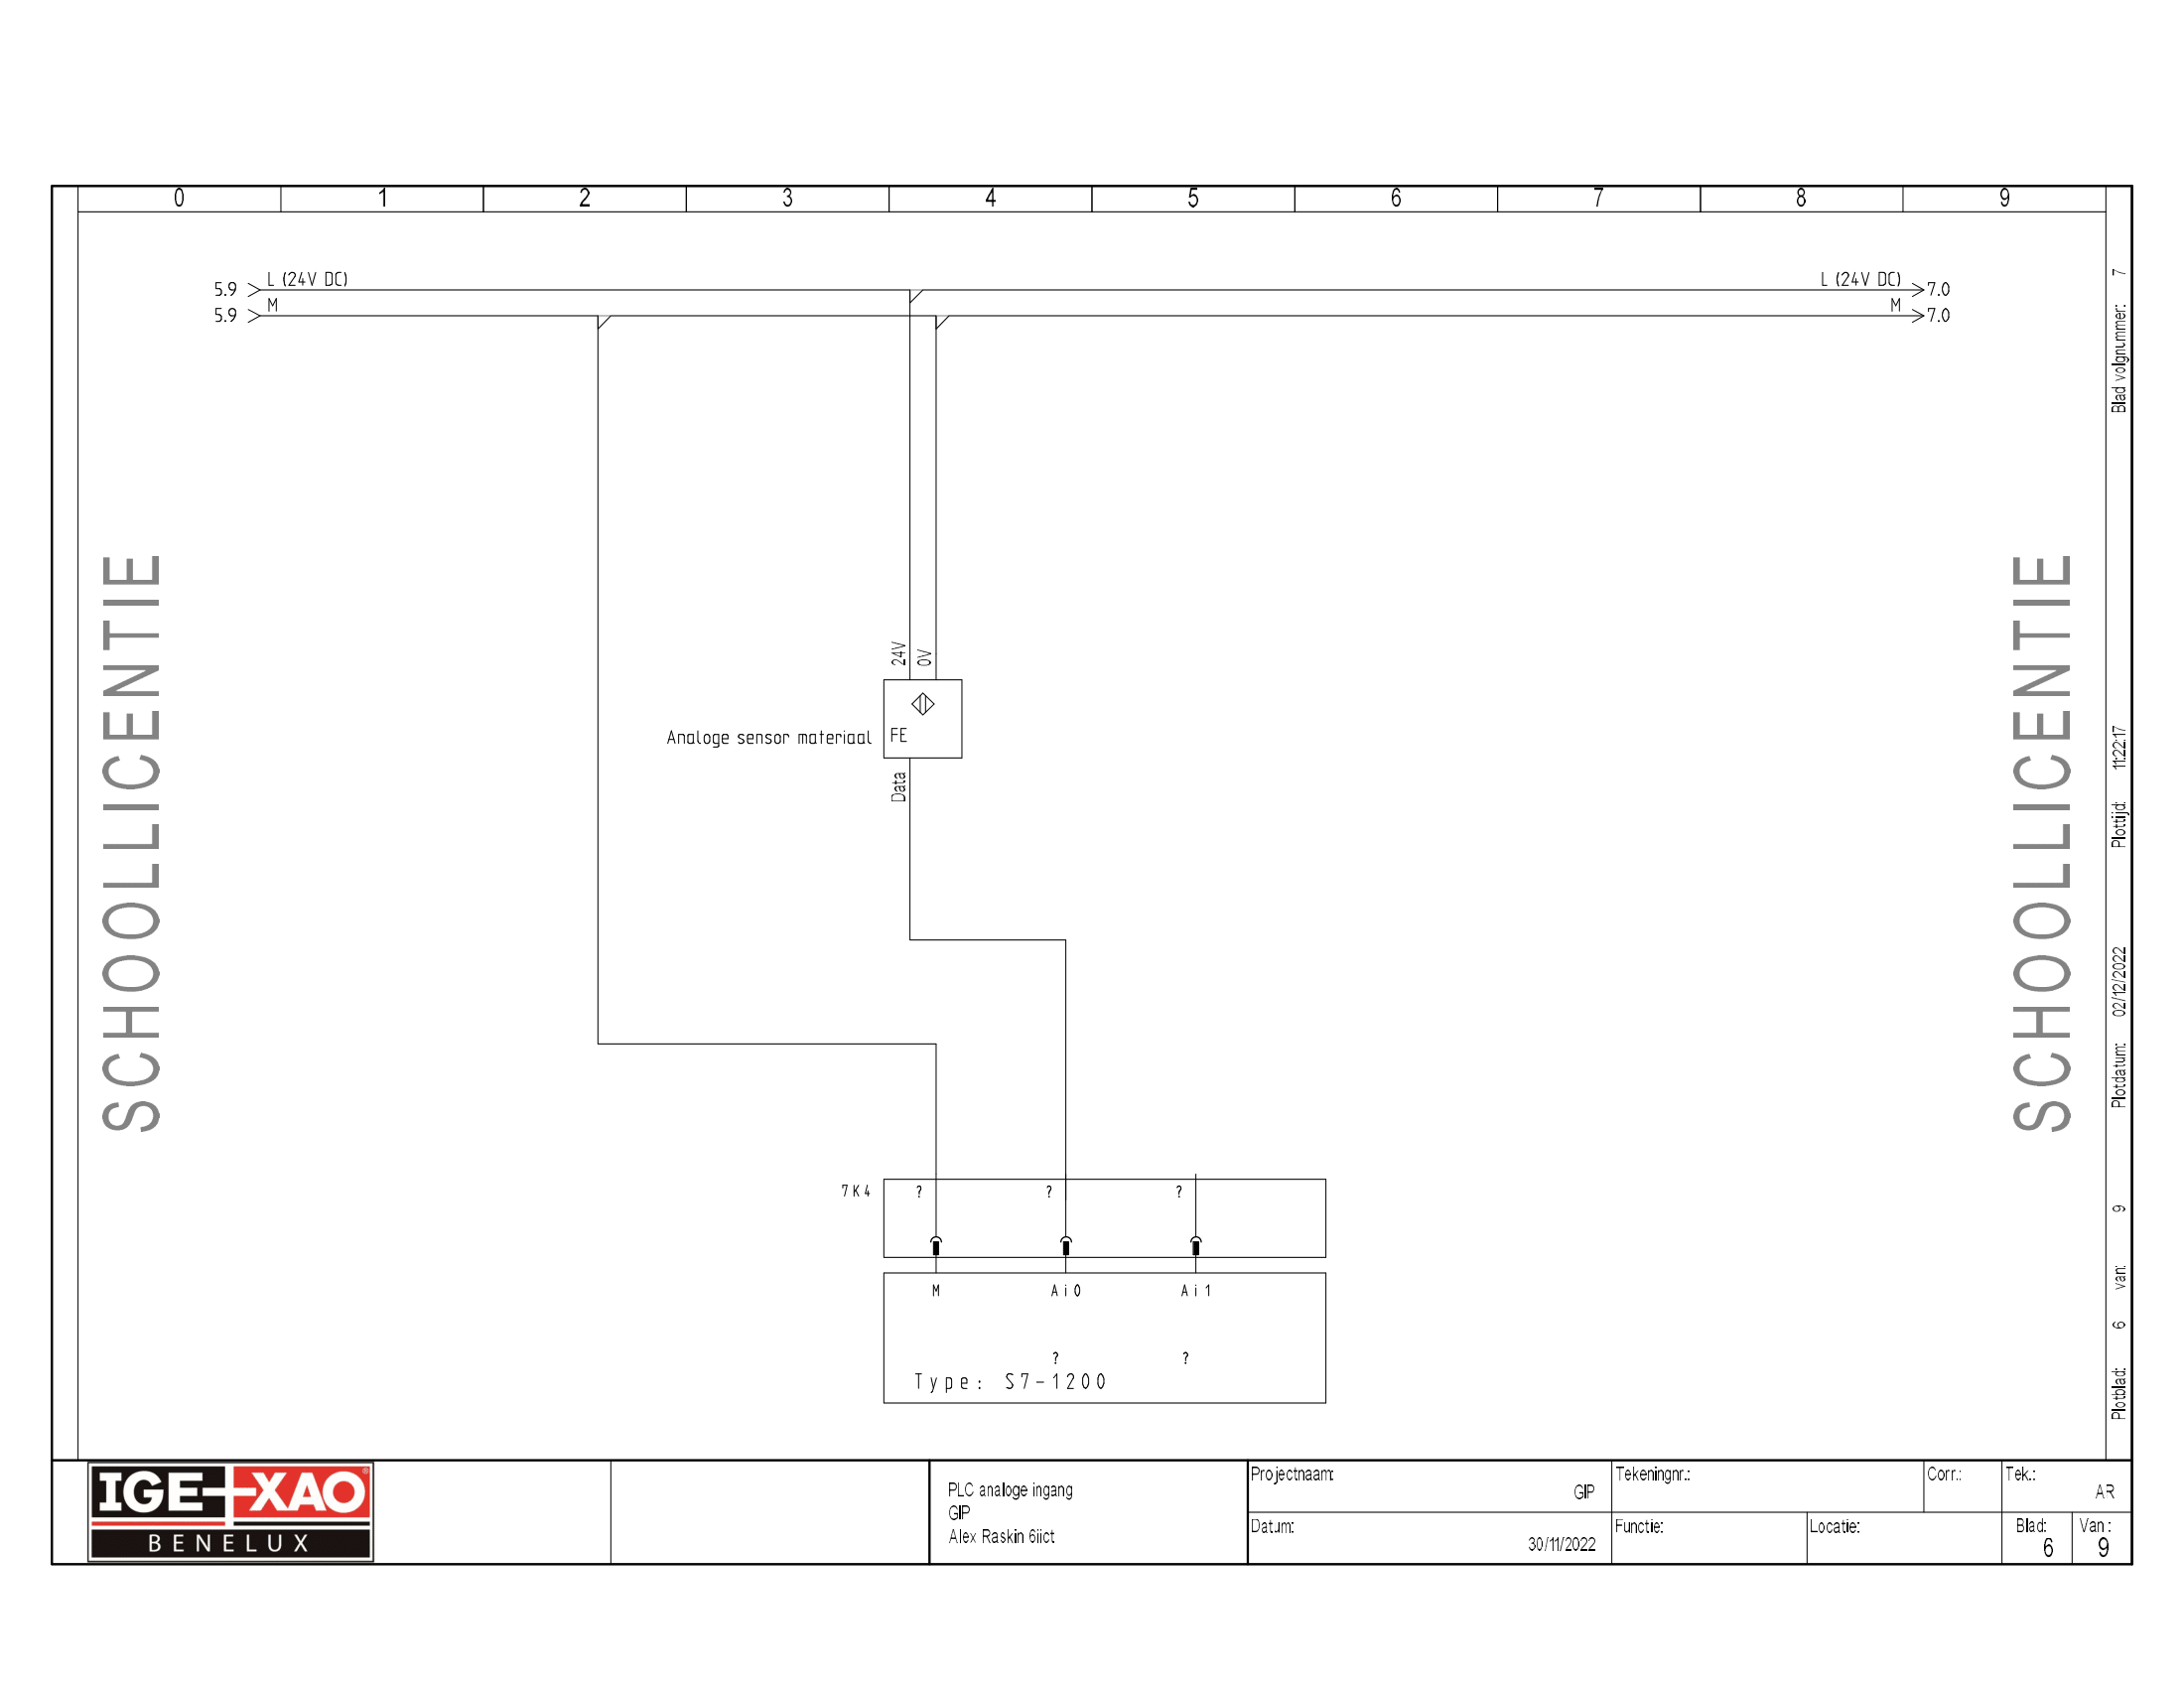 0 1 2 3 4 5 6 7 8 9
5.9 L (24V DC) L (24V DC) 7.0
5.9 M M 7.0
24V
0V
Analoge sensor materiaal FE
Data
SCHOOLLICENTIE
SCHOOLLICENTIE
7K4 ? ? ?
M Ai0 Ai1
? ?
Type: S7-1200
Blad volgnummer: 7
Plottijd: 11:22:17
Plotdatum: 02/12/2022
Plotblad: 6 van: 9
IGE+XAO®
BENELUX
PLC analoge ingang
GIP
Alex Raskin 6iict
Projectnaam: GIP
Datum: 30/11/2022
Tekeningnr.:
Functie:
Locatie:
Corr.:
Tek.: AR
Blad: 6
Van: 9